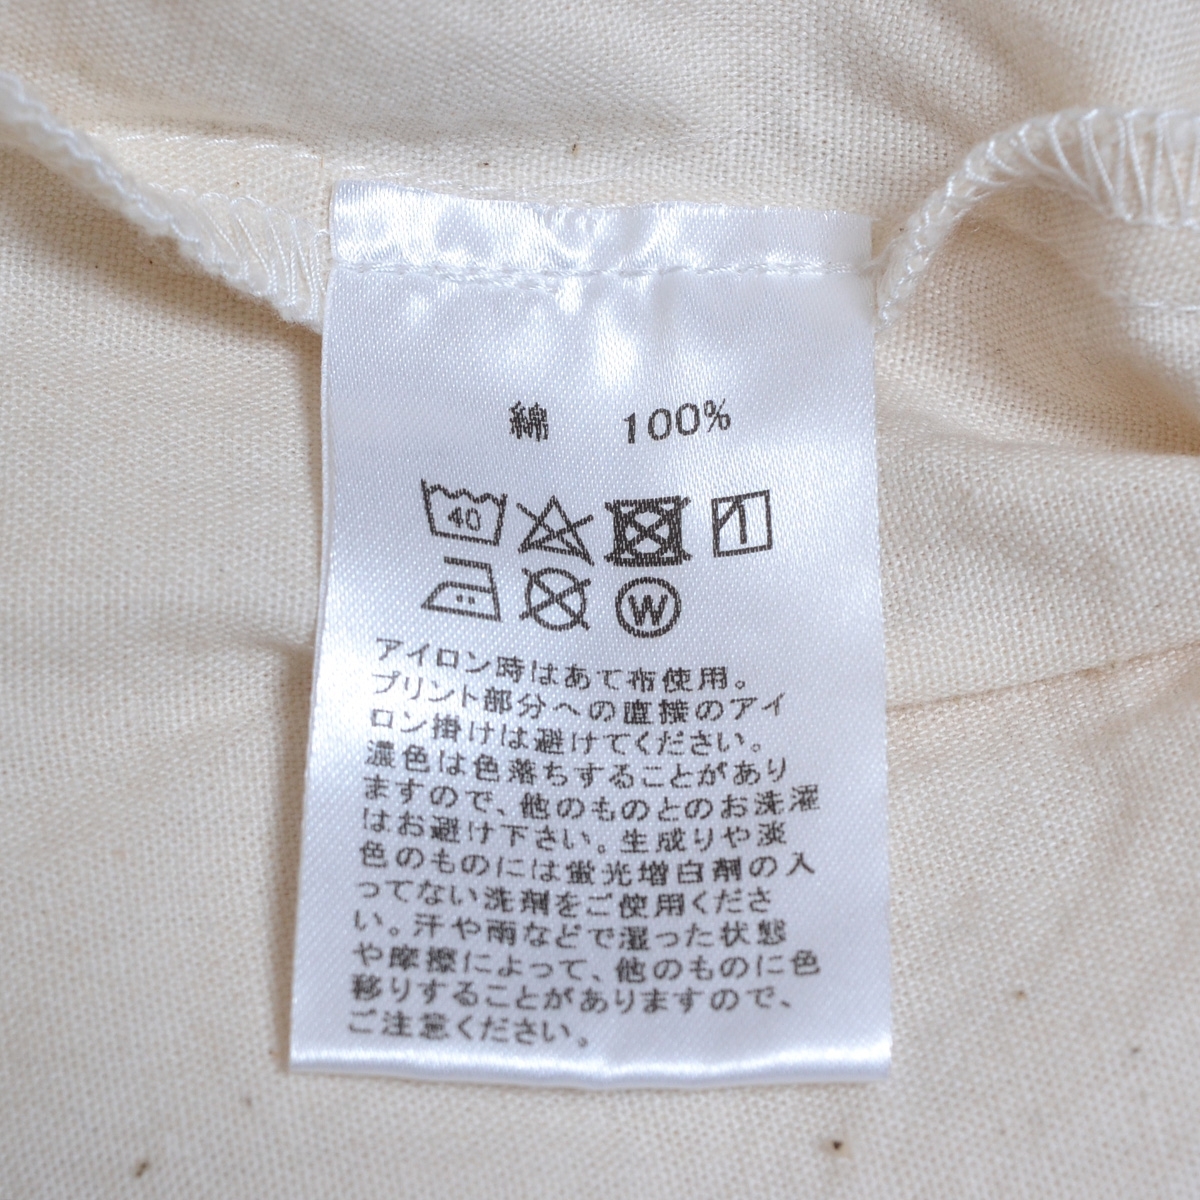 綿 100%
40
W
アイロン時はあて布使用。
プリント部分への直接のアイ
ロン掛けは避けてください。
濃色は色落ちすることがあり
ますので、他のものとのお洗濯
はお避け下さい。生成りや淡
色のものには蛍光増白剤の入
ってない洗剤をご使用くださ
い。汗や雨などで湿った状態
や摩擦によって、他のものに色
移りすることがありますので、
ご注意ください。